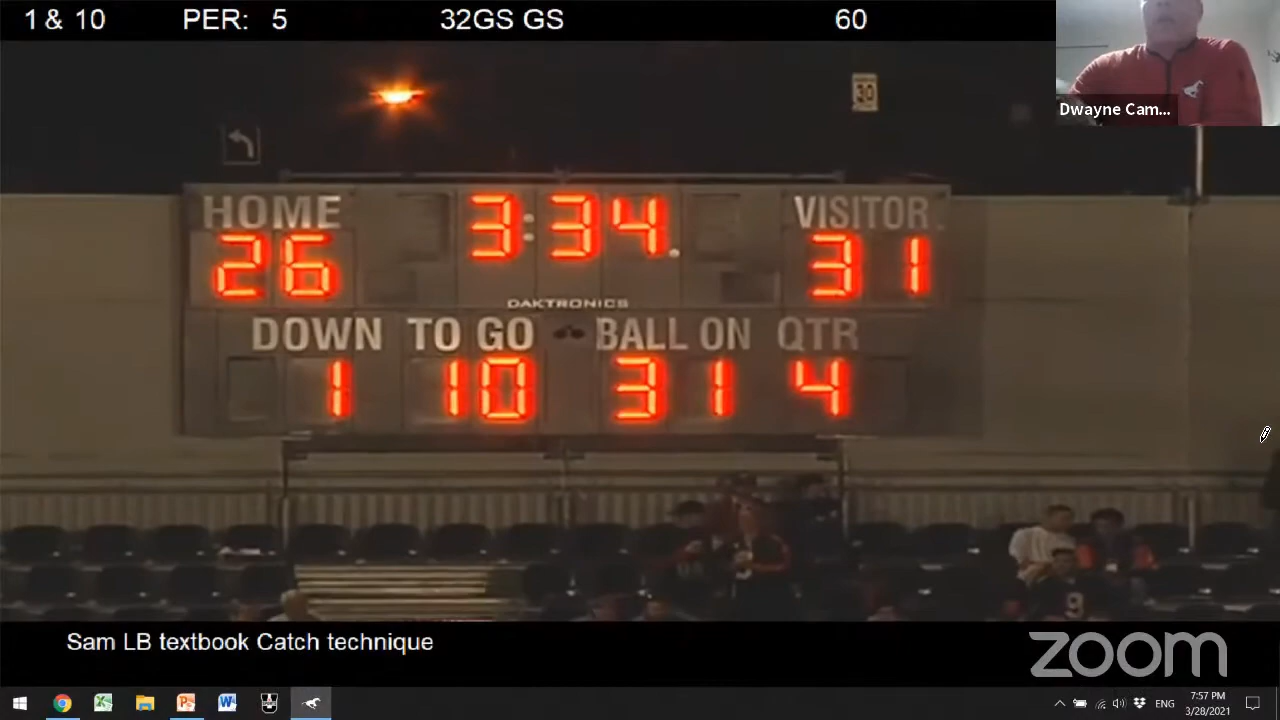 1 & 10 PER: 5 32GS GS 60
Dwayne Cam...
30
HOME 3:34 VISITOR
26 31
DAKTRONICS
DOWN TO GO BALL ON QTR
1 10 31 4
9
Sam LB textbook Catch technique
zoom
ENG 7:57 PM
3/28/2021